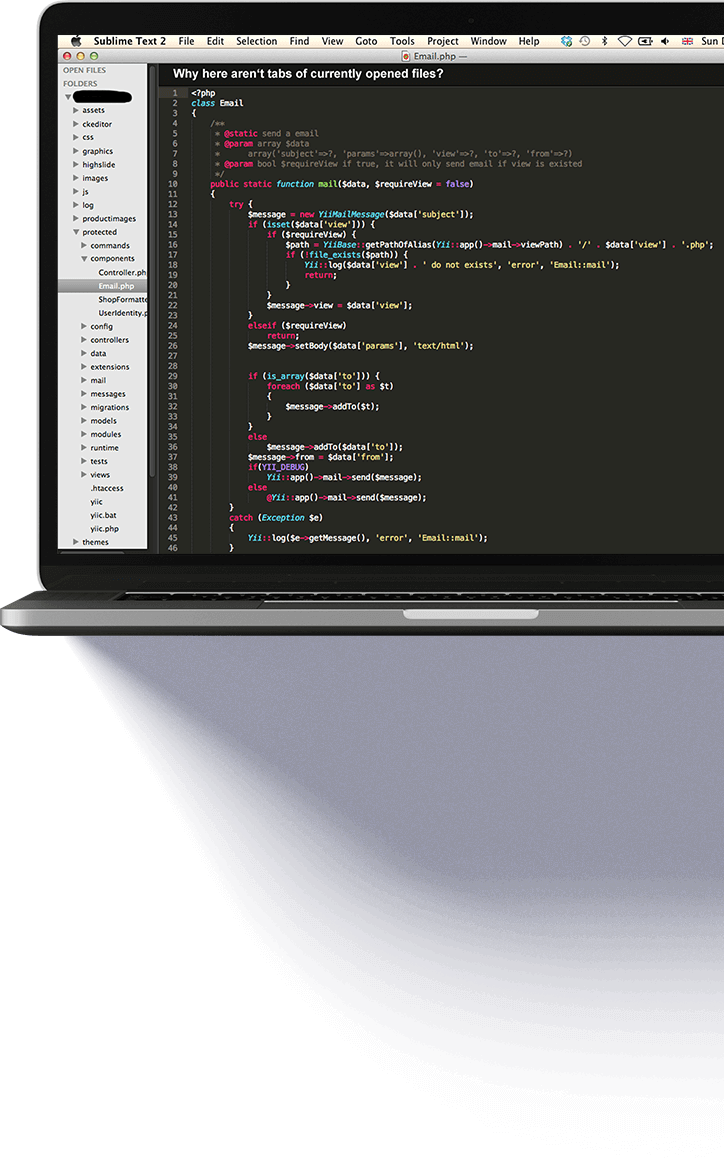 Sublime Text 2 File Edit Selection Find View Goto Tools Project Window Help Sun
Email.php —
OPEN FILES
FOLDERS
assets
ckeditor
css
graphics
highslide
images
js
log
productimages
protected
commands
components
Controller.ph
Email.php
ShopFormatte
UserIdentity.p
config
controllers
data
extensions
mail
messages
migrations
models
modules
runtime
tests
views
.htaccess
yiic
yiic.bat
yiic.php
themes
Why here aren't tabs of currently opened files?
1 <?php
2 class Email
3 {
4 /**
5 * @static send a email
6 * @param array $data
7 * array('subject'=>?, 'params'=>array(), 'view'=>?, 'to'=>?, 'from'=>?)
8 * @param bool $requireView if true, it will only send email if view is existed
9 */
10 public static function mail($data, $requireView = false)
11 {
12 try {
13 $message = new YiiMailMessage($data['subject']);
14 if (isset($data['view'])) {
15 if ($requireView) {
16 $path = YiiBase::getPathOfAlias(Yii::app()->mail->viewPath) . '/' . $data['view'] . '.php';
17 if (!file_exists($path)) {
18 Yii::log($data['view'] . ' do not exists', 'error', 'Email::mail');
19 return;
20 }
21 }
22 $message->view = $data['view'];
23 }
24 elseif ($requireView)
25 return;
26 $message->setBody($data['params'], 'text/html');
27
28
29 if (is_array($data['to'])) {
30 foreach ($data['to'] as $t)
31 {
32 $message->addTo($t);
33 }
34 }
35 else
36 $message->addTo($data['to']);
37 $message->from = $data['from'];
38 if(YII_DEBUG)
39 Yii::app()->mail->send($message);
40 else
41 @Yii::app()->mail->send($message);
42 }
43 catch (Exception $e)
44 {
45 Yii::log($e->getMessage(), 'error', 'Email::mail');
46 }